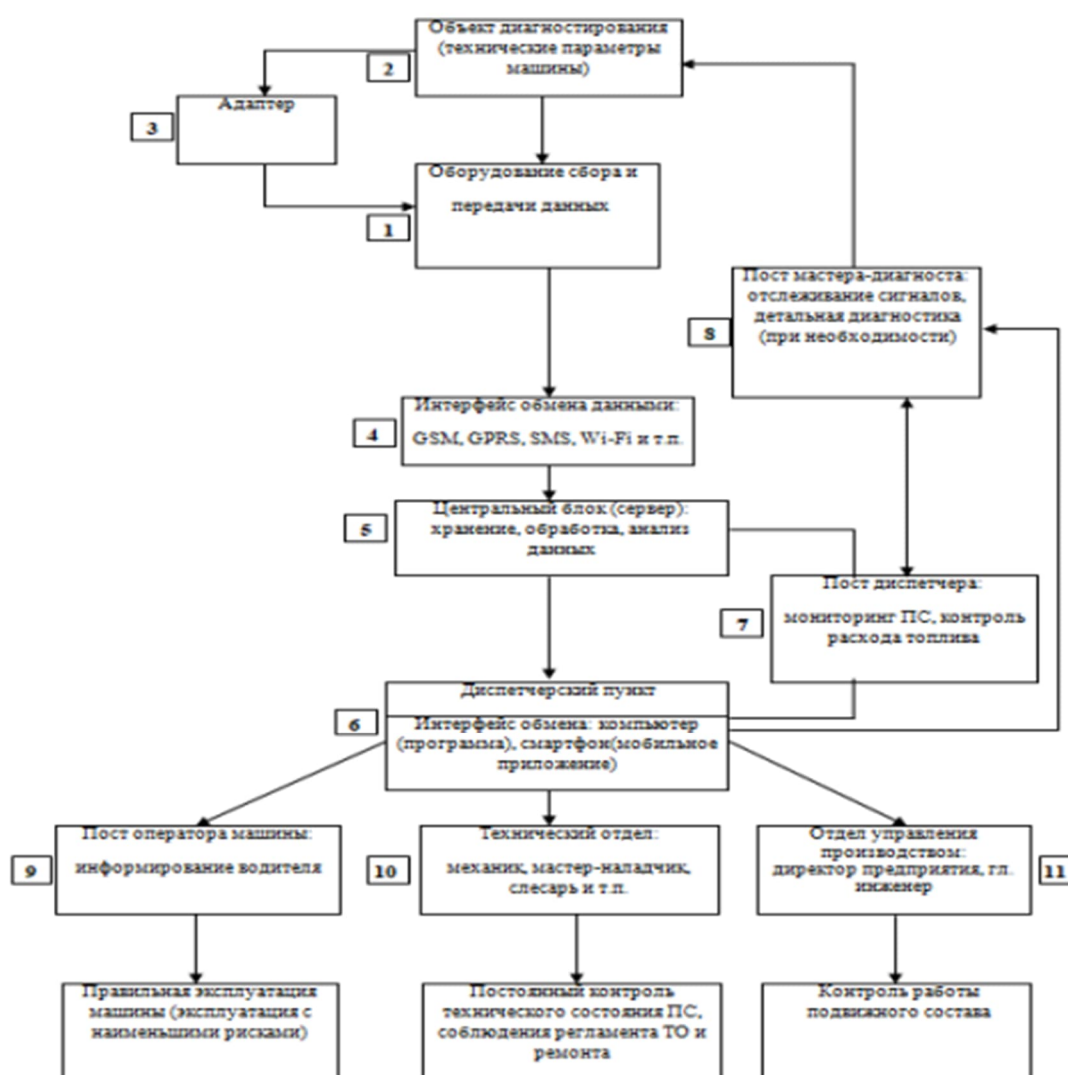 Объект диагностирования
(технические параметры
машины)
2
Адаптер
3
Оборудование сбора и
передачи данных
1
Пост мастера-диагноста:
отслеживание сигналов,
детальная диагностика
(при необходимости)
8
Интерфейс обмена данными:
GSM, GPRS, SMS, Wi-Fi и т.п.
4
Центральный блок (сервер):
хранение, обработка, анализ
данных
5
Пост диспетчера:
мониторинг ПС, контроль
расхода топлива
7
Диспетчерский пункт
Интерфейс обмена: компьютер
(программа), смартфон(мобильное
приложение)
6
Пост оператора машины:
информирование водителя
9
Технический отдел:
механик, мастер-наладчик,
слесарь и т.п.
10
Отдел управления
производством:
директор предприятия, гл.
инженер
11
Правильная эксплуатация
машины (эксплуатация с
наименьшими рисками)
Постоянный контроль
технического состояния ПС,
соблюдения регламента ТО и
ремонта
Контроль работы
подвижного состава